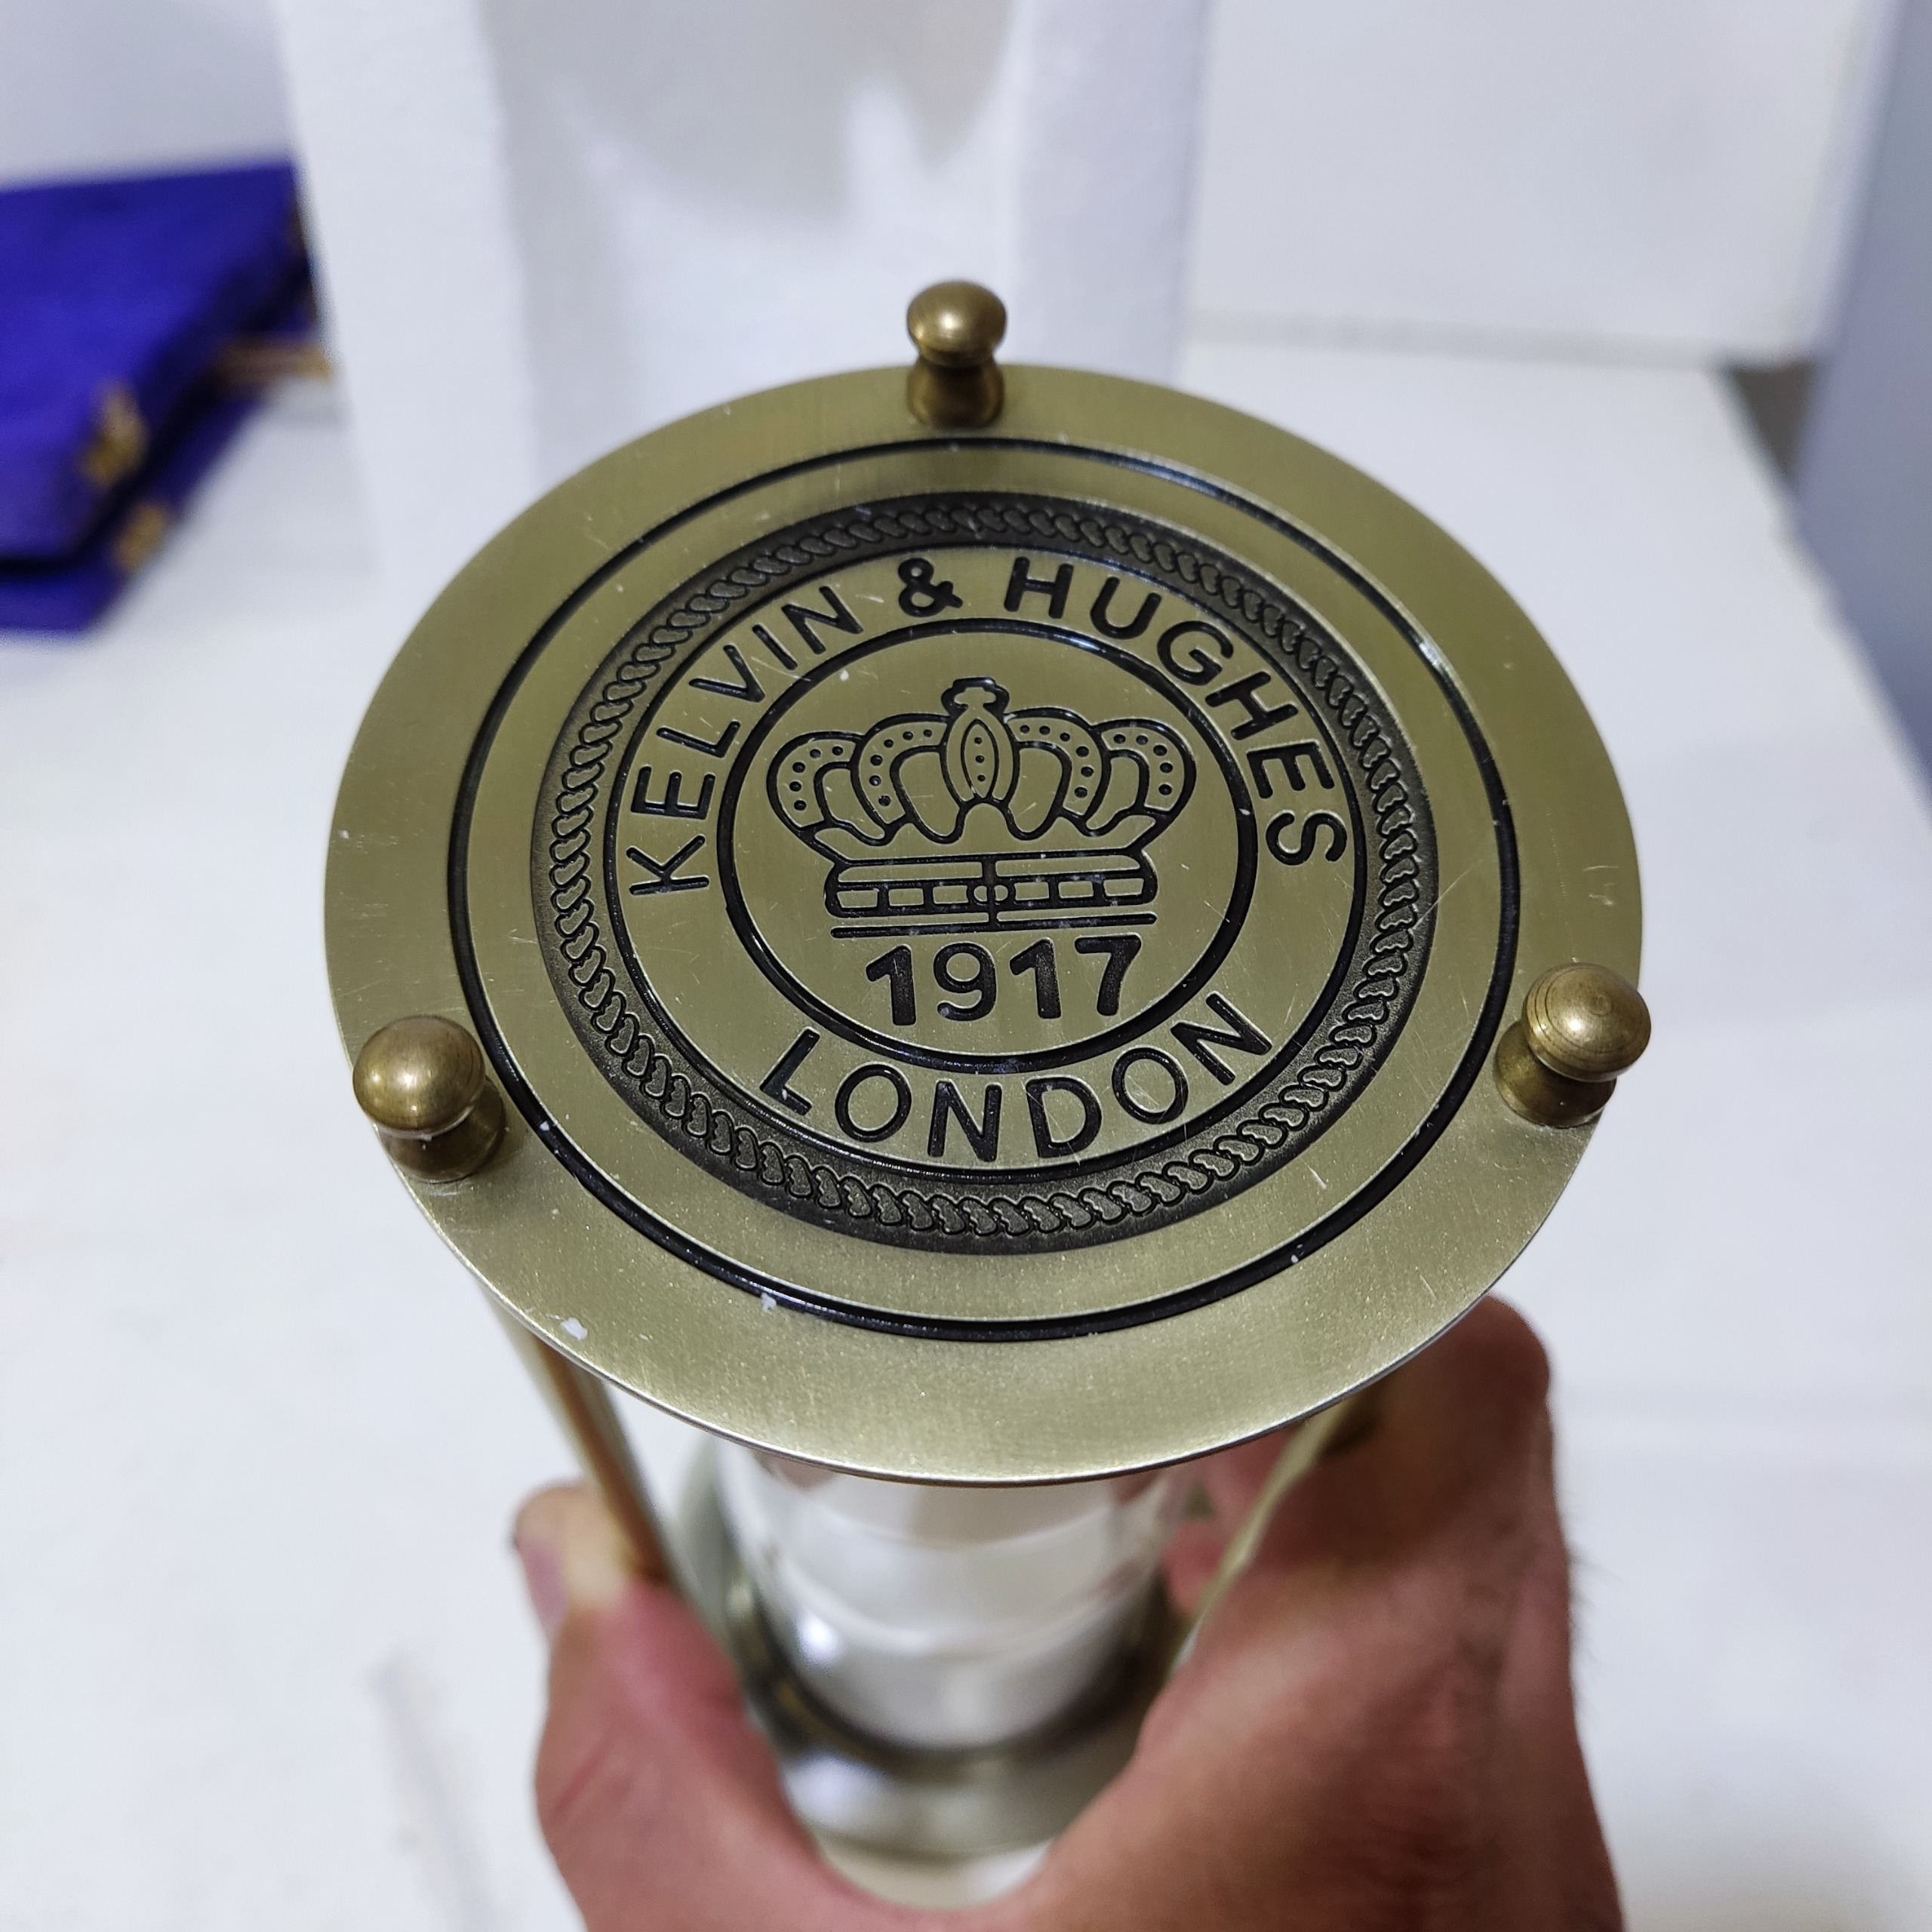 KELVIN & HUGHES
1917
LONDON